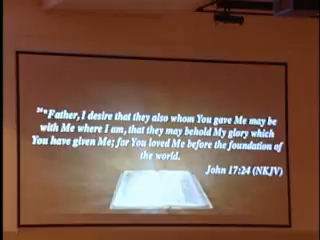 24"Father, I desire that they also whom You gave Me may be
with Me where I am, that they may behold My glory which
You have given Me; for You loved Me before the foundation of
the world.
John 17:24 (NKJV)